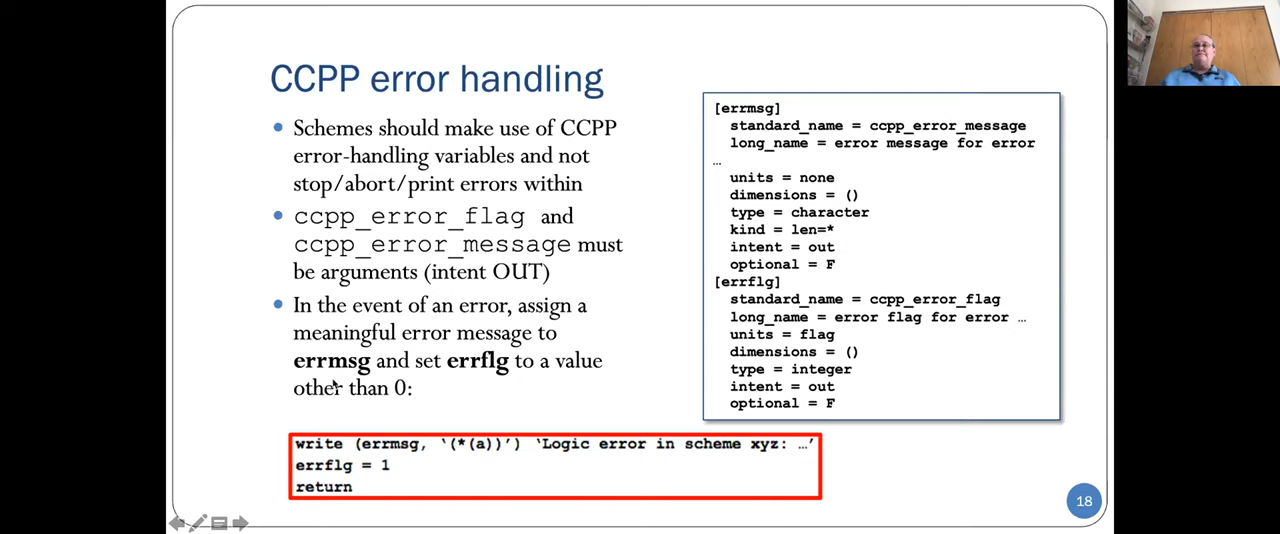 CCPP error handling
• Schemes should make use of CCPP
error-handling variables and not
stop/abort/print errors within
• ccpp_error_flag and
ccpp_error_message must
be arguments (intent OUT)
• In the event of an error, assign a
meaningful error message to
errmsg and set errflg to a value
other than 0:
[errmsg]
standard_name = ccpp_error_message
long_name = error message for error
…
units = none
dimensions = ()
type = character
kind = len=*
intent = out
optional = F
[errflg]
standard_name = ccpp_error_flag
long_name = error flag for error …
units = flag
dimensions = ()
type = integer
intent = out
optional = F
write (errmsg, ‘(*(a))’) ‘Logic error in scheme xyz: …’
errflg = 1
return
18